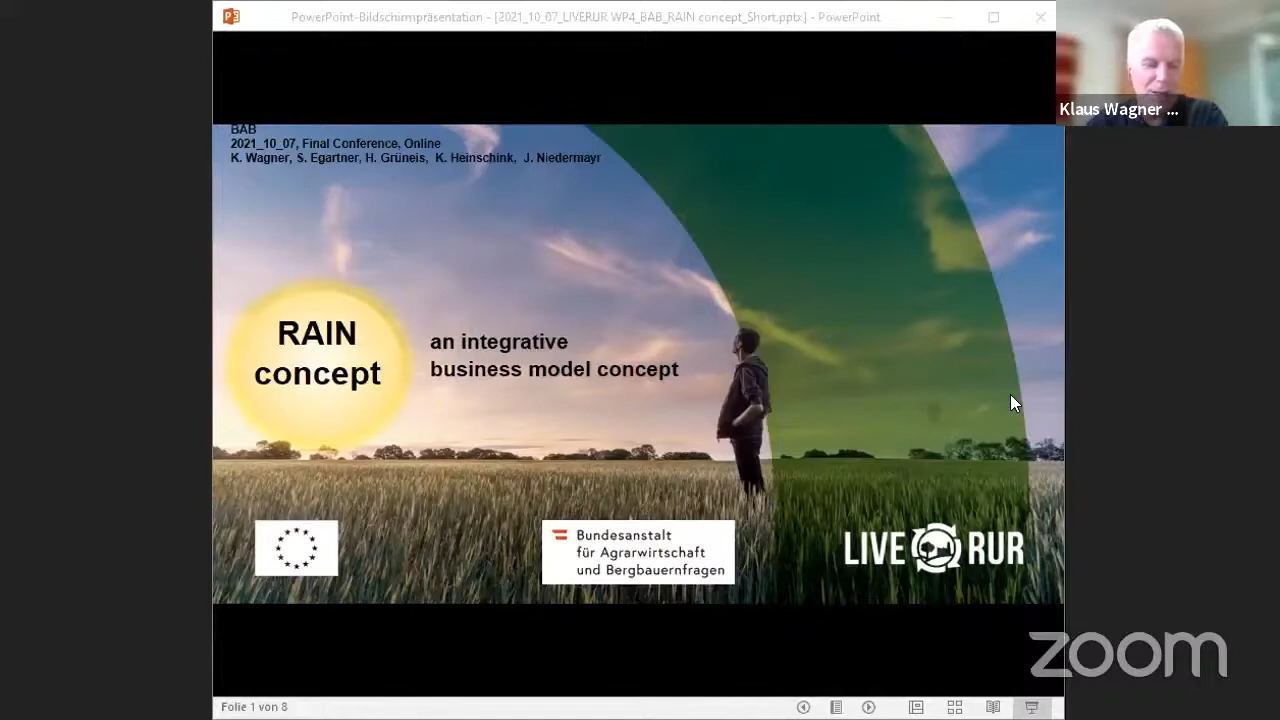 PowerPoint-Bildschirmpräsentation - [2021_10_07_LIVERUR WP4_BAB_RAIN concept_Short.pptx] - PowerPoint
Klaus Wagner ...
BAB
2021_10_07, Final Conference, Online
K. Wagner, S. Egartner, H. Grüneis, K. Heinschink, J. Niedermayr
RAIN
concept
an integrative
business model concept
Bundesanstalt
für Agrarwirtschaft
und Bergbauernfragen
LIVE RUR
zoom
Folie 1 von 8